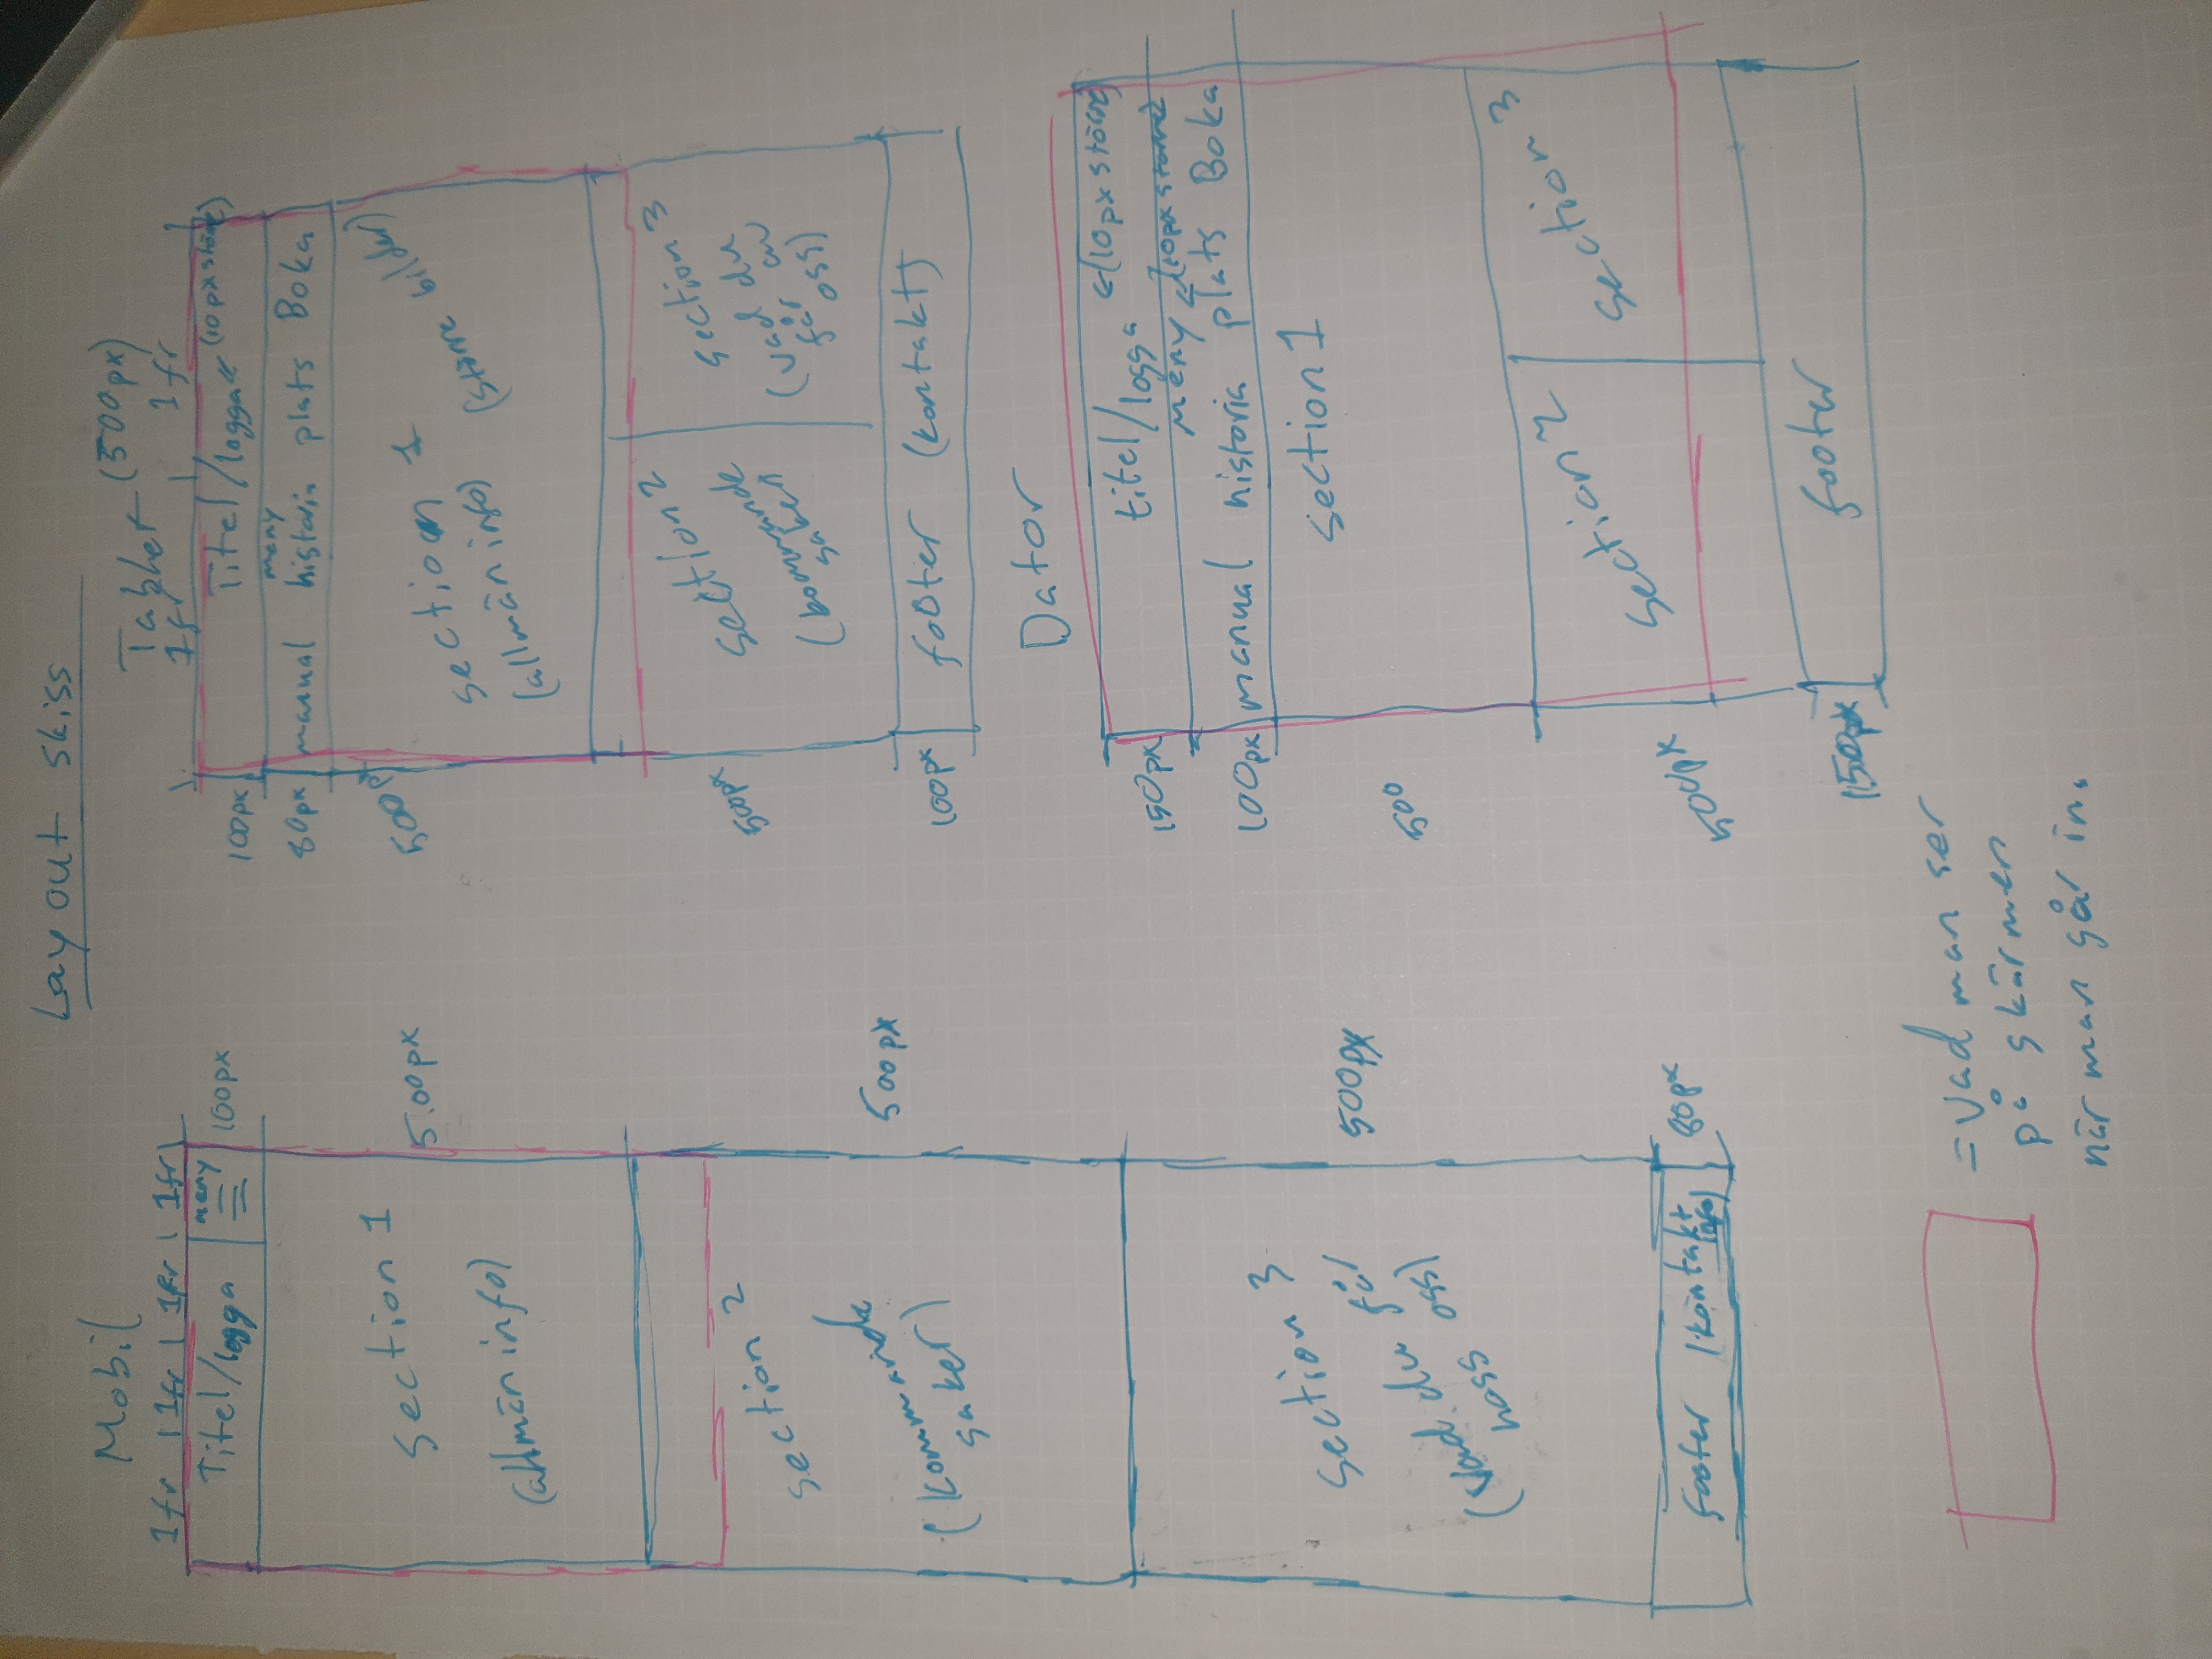 Layout skiss
Mobil
1fr 1fr 1fr 1fr
Titel/logga
meny
100px
section 1
(allmän info)
500px
section 2
(kommande
saker)
500px
Section 3
(vad du får
hoss oss)
500px
footer (kontakt
info)
80px
Tablet (500px)
1fr 1fr
100px
Titel/logga (10px större)
meny
80px
manual historia plats Boka
500px
section 1
(allmän info)
(större bilder)
500px
section 2
(kommande
saker)
section 3
(vad du
får av
oss)
100px
footer (kontakt)
Dator
150px
titel/logga ←(10px större)
meny ←(10px större)
100px
manual historia plats Boka
section 1
500
section 2
section 3
500px
footer
150px
= vad man ser
på skärmen
när man går in.